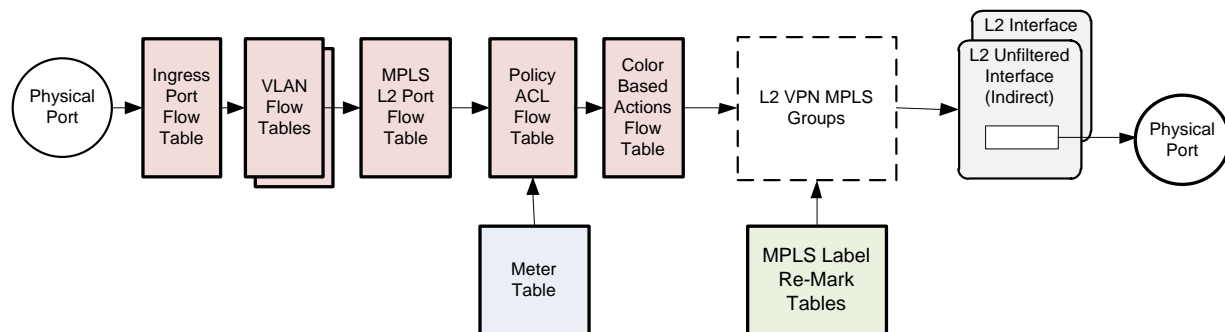 Physical
Port
Ingress
Port
Flow
Table
VLAN
Flow
Tables
MPLS
L2 Port
Flow
Table
Policy
ACL
Flow
Table
Color
Based
Actions
Flow
Table
L2 VPN MPLS
Groups
L2 Interface
L2 Unfiltered
Interface
(Indirect)
Physical
Port
Meter
Table
MPLS Label
Re-Mark
Tables